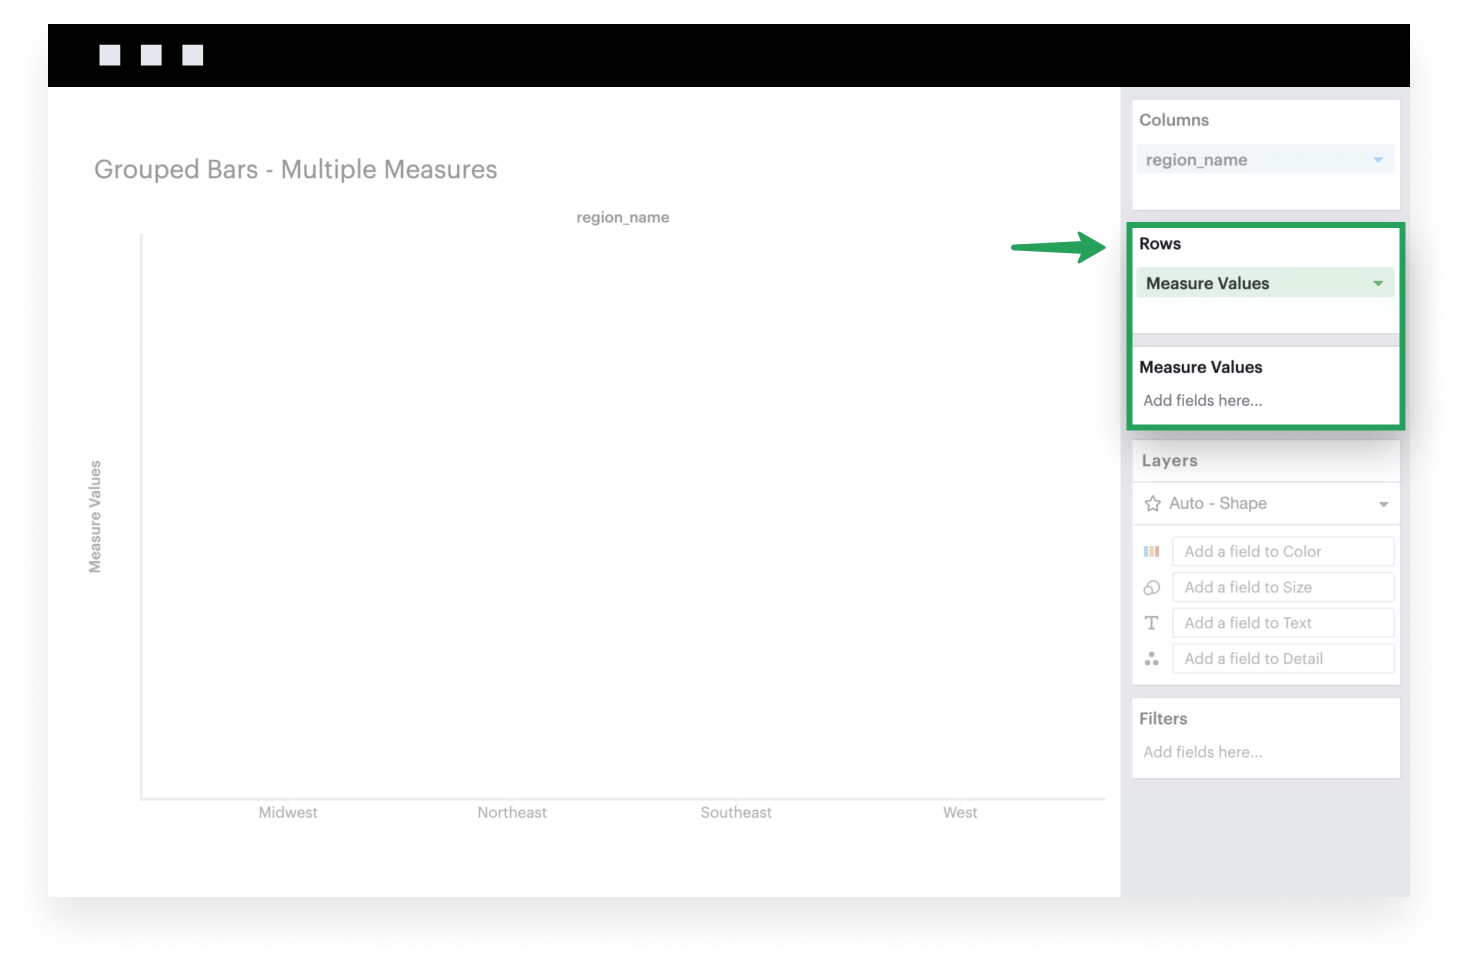 Grouped Bars - Multiple Measures
region_name
Measure Values
Midwest
Northeast
Southeast
West
Columns
region_name
Rows
Measure Values
Measure Values
Add fields here...
Layers
Auto - Shape
Add a field to Color
Add a field to Size
T Add a field to Text
Add a field to Detail
Filters
Add fields here...